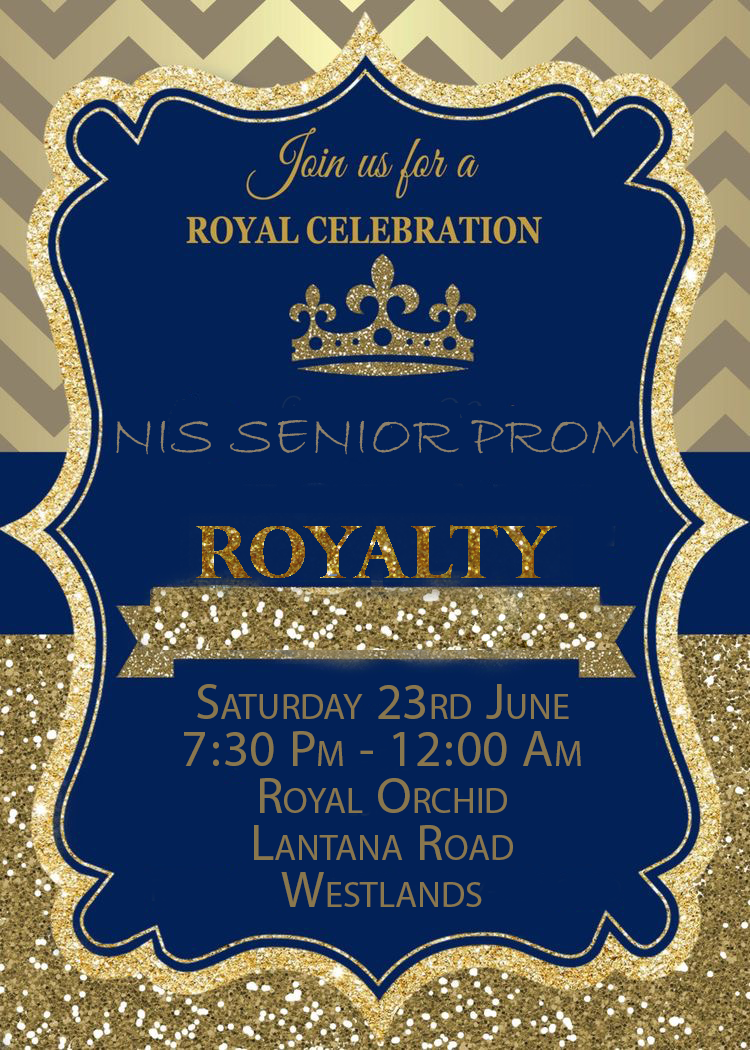 Join us for a
ROYAL CELEBRATION
NIS SENIOR PROM
ROYALTY
Saturday 23rd June
7:30 Pm - 12:00 Am
Royal Orchid
Lantana Road
Westlands